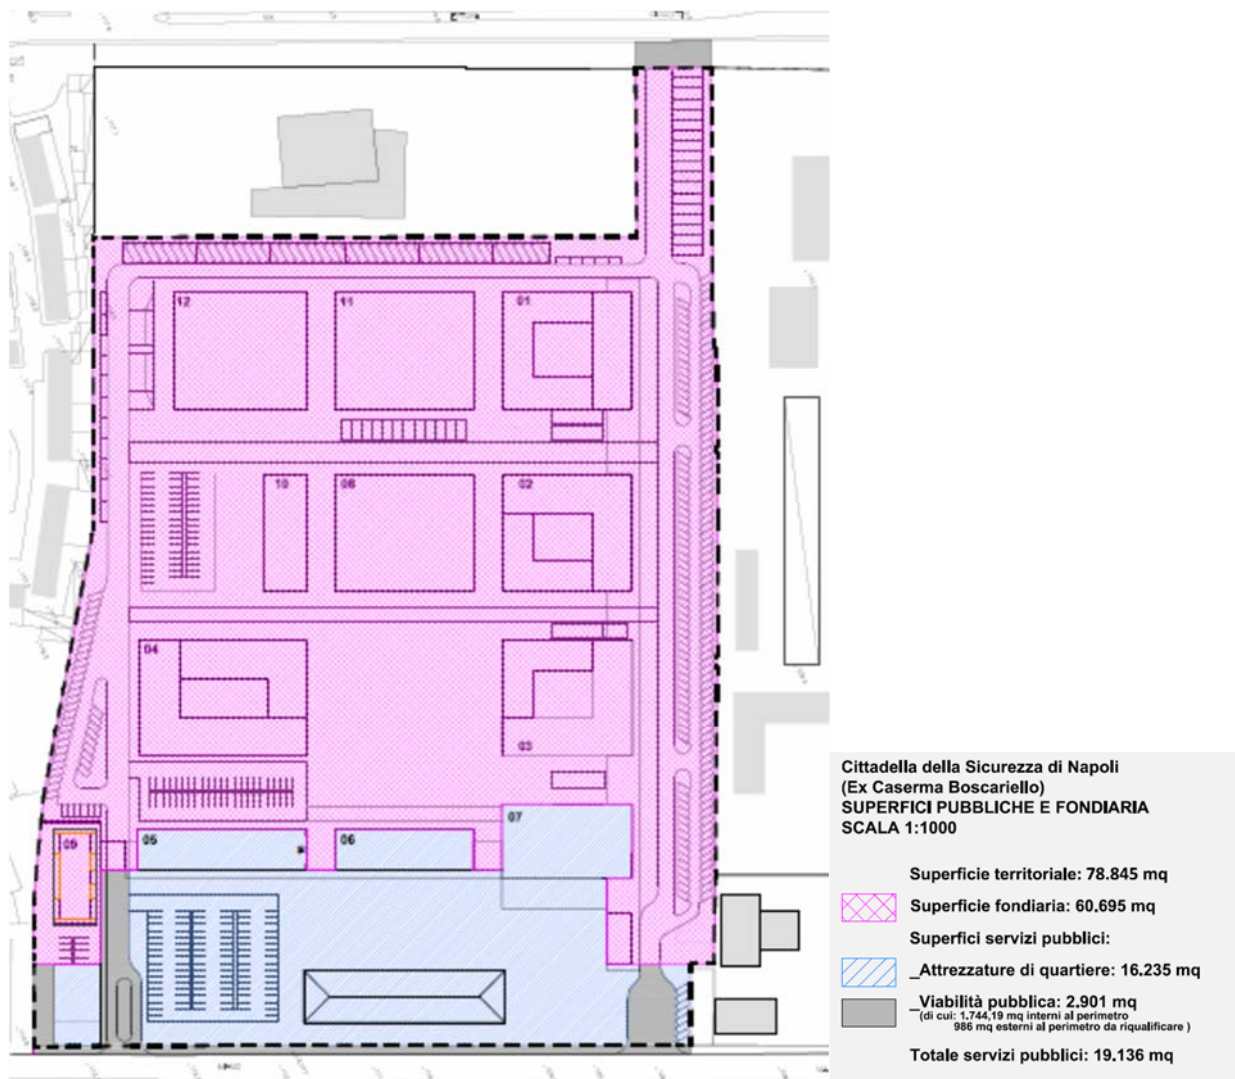 12
11
01
10
08
02
04
03
07
05
06
09
Cittadella della Sicurezza di Napoli
(Ex Caserma Boscariello)
SUPERFICI PUBBLICHE E FONDIARIA
SCALA 1:1000
Superficie territoriale: 78.845 mq
Superficie fondiaria: 60.695 mq
Superfici servizi pubblici:
_Attrezzature di quartiere: 16.235 mq
_Viabilità pubblica: 2.901 mq
(di cui: 1.744,19 mq interni al perimetro
986 mq esterni al perimetro da riqualificare )
Totale servizi pubblici: 19.136 mq